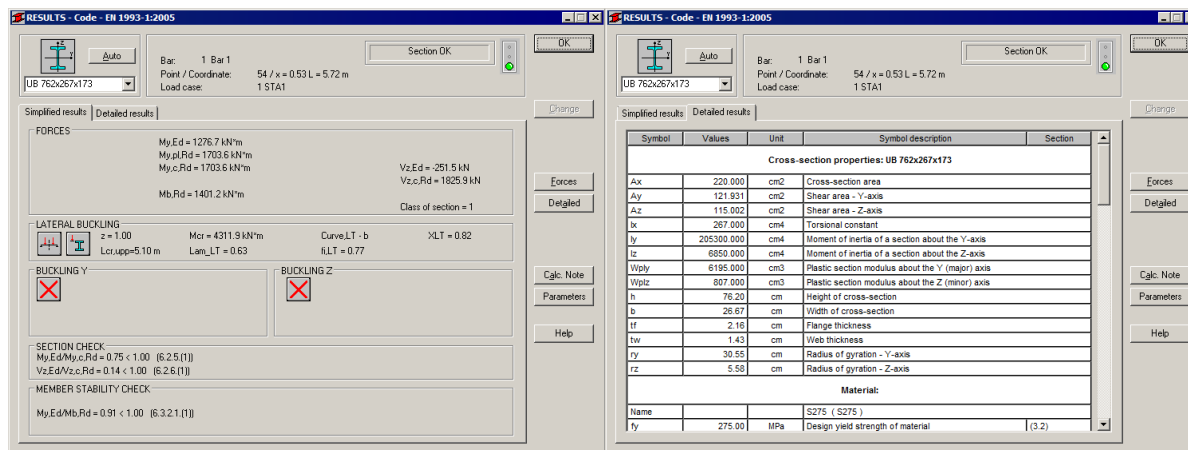 RESULTS - Code - EN 1993-1:2005
Auto
UB 762x267x173
Bar: 1 Bar 1
Point / Coordinate: 54 / x = 0.53 L = 5.72 m
Load case: 1 STA1
Section OK
OK
Change
Forces
Detailed
Calc. Note
Parameters
Help
Simplified results
Detailed results
FORCES
My,Ed = 1276.7 kN*m
My,pl,Rd = 1703.6 kN*m
My,c,Rd = 1703.6 kN*m
Vz,Ed = -251.5 kN
Vz,c,Rd = 1825.9 kN
Mb,Rd = 1401.2 kN*m
Class of section = 1
LATERAL BUCKLING
z = 1.00 Mcr = 4311.9 kN*m Curve,LT - b XLT = 0.82
Lcr,upp=5.10 m Lam_LT = 0.63 fi,LT = 0.77
BUCKLING Y
BUCKLING Z
SECTION CHECK
My,Ed/My,c,Rd = 0.75 < 1.00 (6.2.5.(1))
Vz,Ed/Vz,c,Rd = 0.14 < 1.00 (6.2.6.(1))
MEMBER STABILITY CHECK
My,Ed/Mb,Rd = 0.91 < 1.00 (6.3.2.1.(1))
RESULTS - Code - EN 1993-1:2005
Auto
UB 762x267x173
Bar: 1 Bar 1
Point / Coordinate: 54 / x = 0.53 L = 5.72 m
Load case: 1 STA1
Section OK
OK
Change
Forces
Detailed
Calc. Note
Parameters
Help
Simplified results
Detailed results
Symbol Values Unit Symbol description Section
Cross-section properties: UB 762x267x173
Ax 220.000 cm2 Cross-section area
Ay 121.931 cm2 Shear area - Y-axis
Az 115.002 cm2 Shear area - Z-axis
Ix 267.000 cm4 Torsional constant
Iy 205300.000 cm4 Moment of inertia of a section about the Y-axis
Iz 6850.000 cm4 Moment of inertia of a section about the Z-axis
Wply 6195.000 cm3 Plastic section modulus about the Y (major) axis
Wplz 807.000 cm3 Plastic section modulus about the Z (minor) axis
h 76.20 cm Height of cross-section
b 26.67 cm Width of cross-section
tf 2.16 cm Flange thickness
tw 1.43 cm Web thickness
ry 30.55 cm Radius of gyration - Y-axis
rz 5.58 cm Radius of gyration - Z-axis
Material:
Name S275 ( S275 )
fy 275.00 MPa Design yield strength of material (3.2)